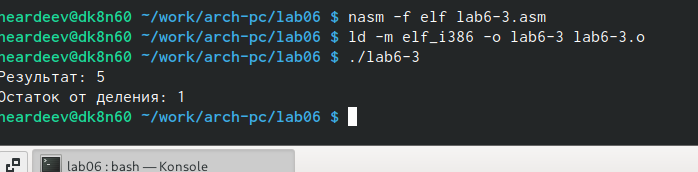 neardeev@dk8n60 ~/work/arch-pc/lab06 $ nasm -f elf lab6-3.asm
neardeev@dk8n60 ~/work/arch-pc/lab06 $ ld -m elf_i386 -o lab6-3 lab6-3.o
neardeev@dk8n60 ~/work/arch-pc/lab06 $ ./lab6-3
Результат: 5
Остаток от деления: 1
neardeev@dk8n60 ~/work/arch-pc/lab06 $
lab06 : bash — Konsole